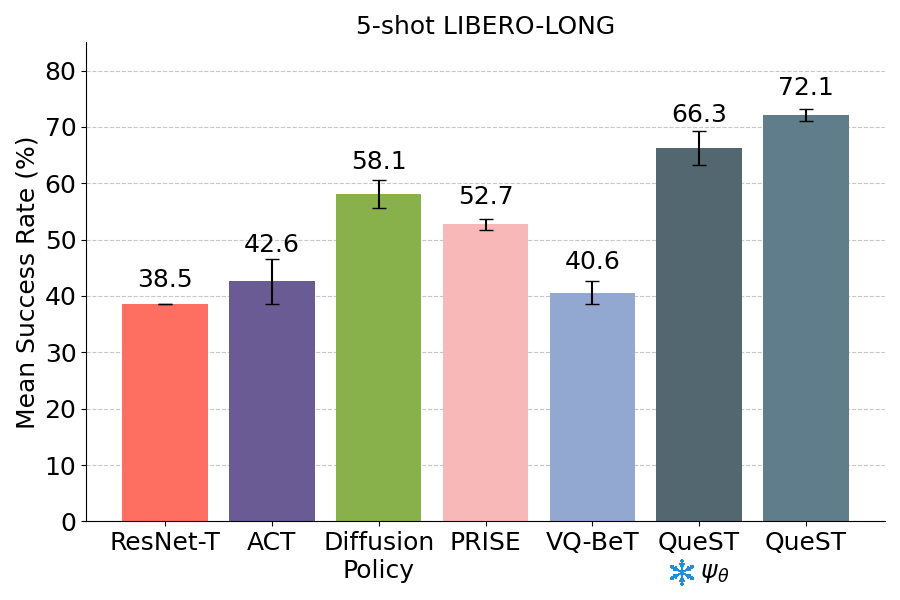 5-shot LIBERO-LONG
Mean Success Rate (%)
80
70
60
50
40
30
20
10
0
38.5
42.6
58.1
52.7
40.6
66.3
72.1
ResNet-T
ACT
Diffusion
Policy
PRISE
VQ-BeT
QueST
ψθ
QueST